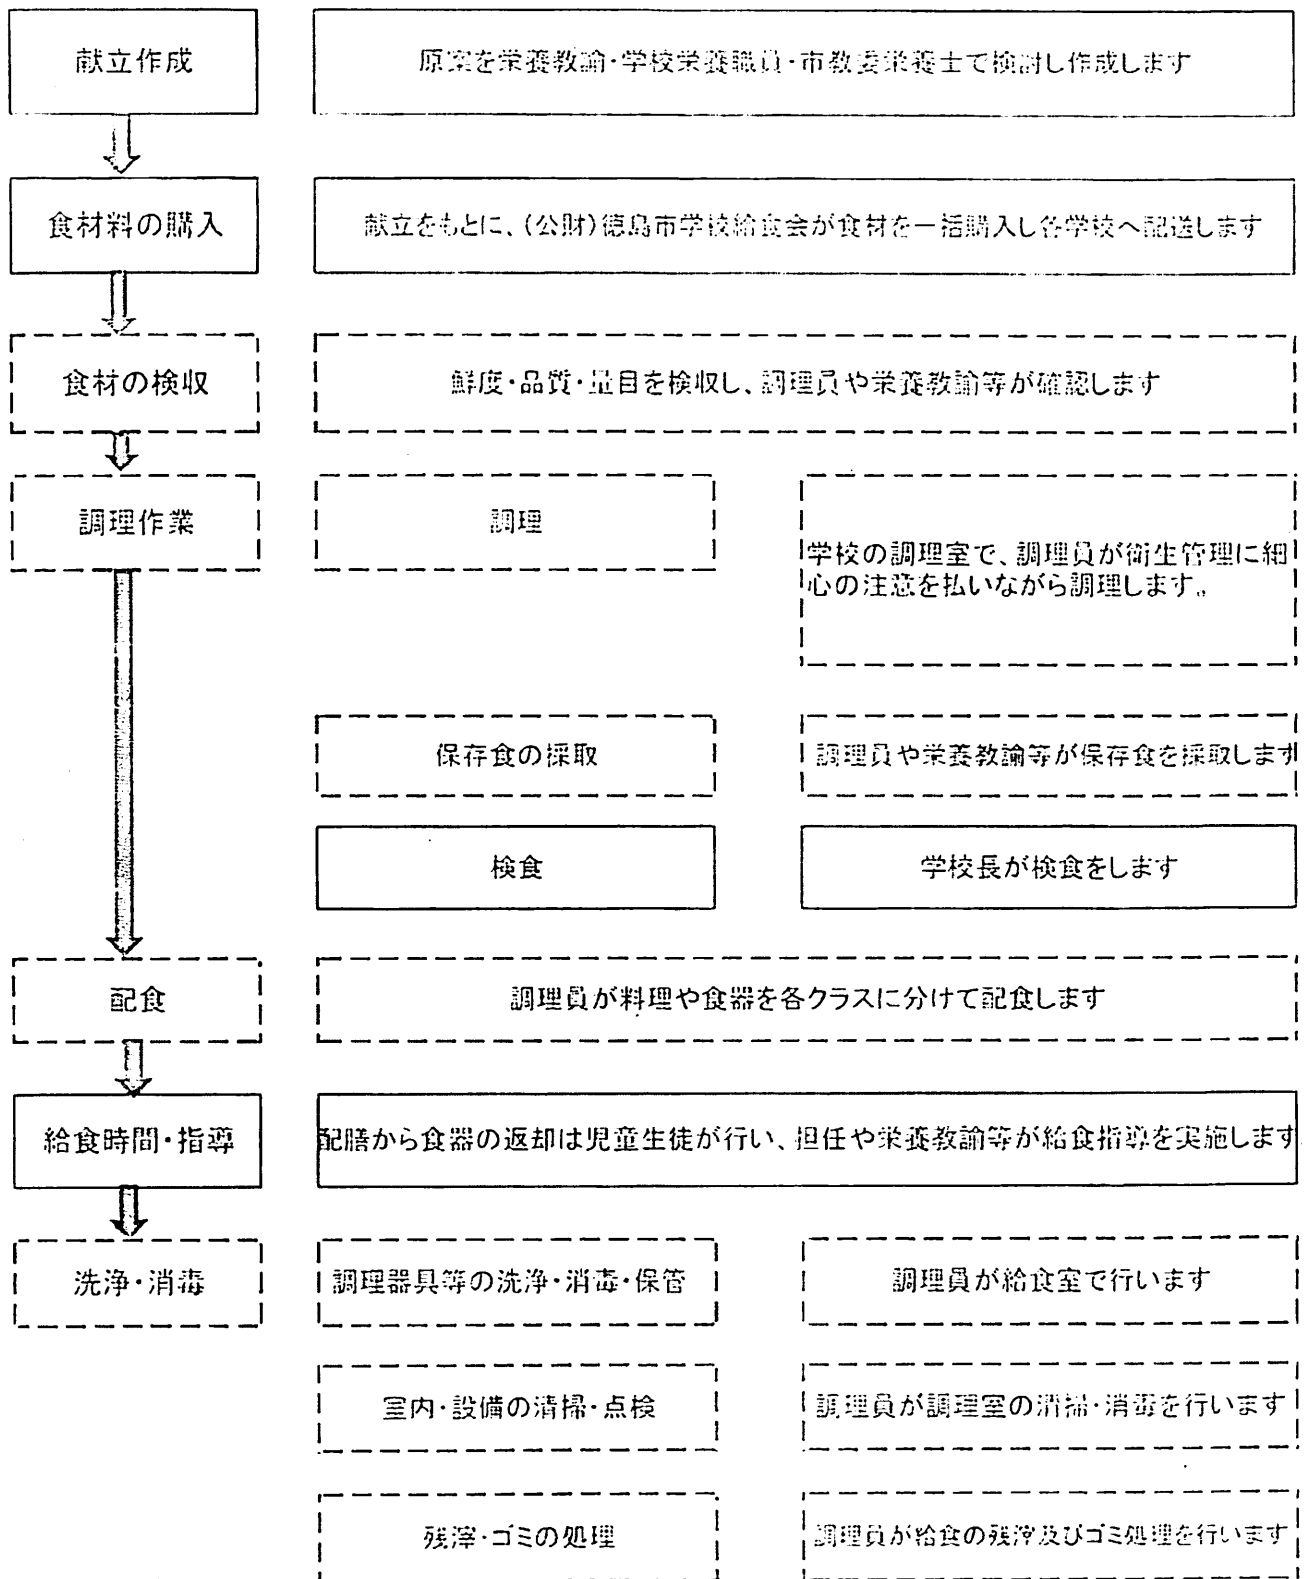 献立作成
原案を栄養教諭・学校栄養職員・市教委栄養士で検討し作成します
食材料の購入
献立をもとに、(公財)徳島市学校給食会が食材を一括購入し各学校へ配送します
食材の検収
鮮度・品質・量目を検収し、調理員や栄養教諭等が確認します
調理作業
調理
学校の調理室で、調理員が衛生管理に細
心の注意を払いながら調理します。
保存食の採取
調理員や栄養教諭等が保存食を採取します
検食
学校長が検食をします
配食
調理員が料理や食器を各クラスに分けて配食します
給食時間・指導
配膳から食器の返却は児童生徒が行い、担任や栄養教諭等が給食指導を実施します
洗浄・消毒
調理器具等の洗浄・消毒・保管
調理員が給食室で行います
室内・設備の清掃・点検
調理員が調理室の清掃・消毒を行います
残滓・ゴミの処理
調理員が給食の残滓及びゴミ処理を行います